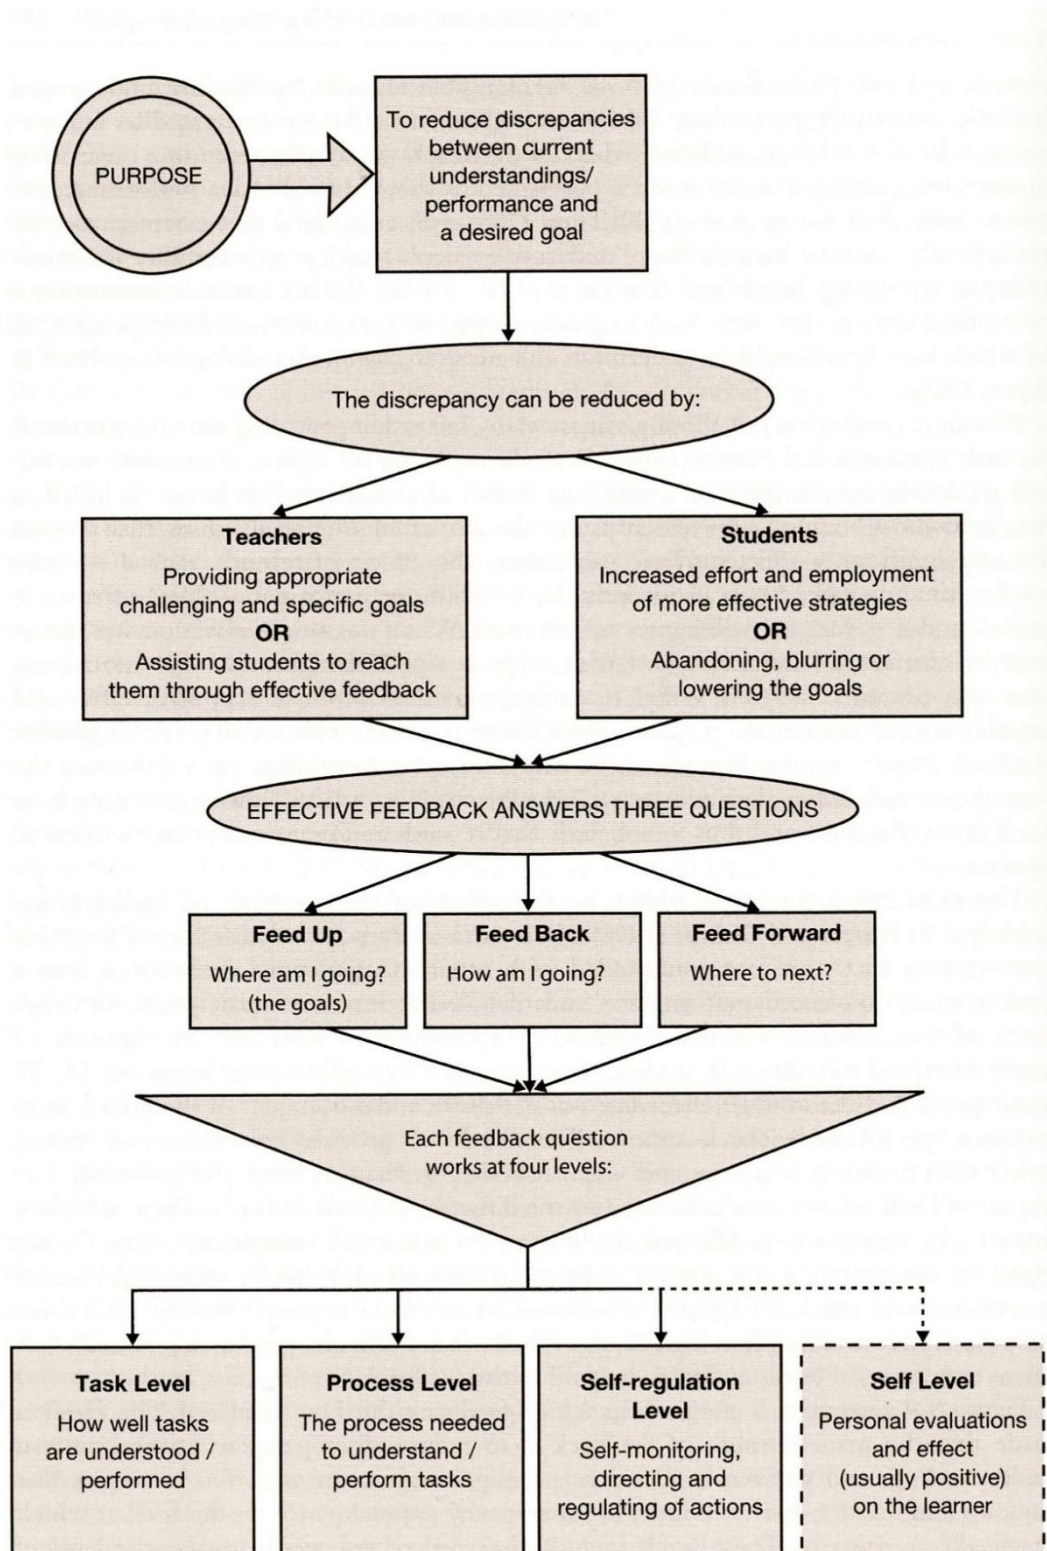 PURPOSE
To reduce discrepancies
between current
understandings/
performance and
a desired goal
The discrepancy can be reduced by:
Teachers
Providing appropriate
challenging and specific goals
OR
Assisting students to reach
them through effective feedback
Students
Increased effort and employment
of more effective strategies
OR
Abandoning, blurring or
lowering the goals
EFFECTIVE FEEDBACK ANSWERS THREE QUESTIONS
Feed Up
Where am going?
(the goals)
Feed Back
How am going?
Feed Forward
Where to next?
Each feedback question
works at four levels:
Task Level
How well tasks
are understood /
performed
Process Level
The process needed
to understand /
perform tasks
Self-regulation
Level
Self-monitoring,
directing and
regulating of actions
Self Level
Personal evaluations
and effect
(usually positive)
on the learner